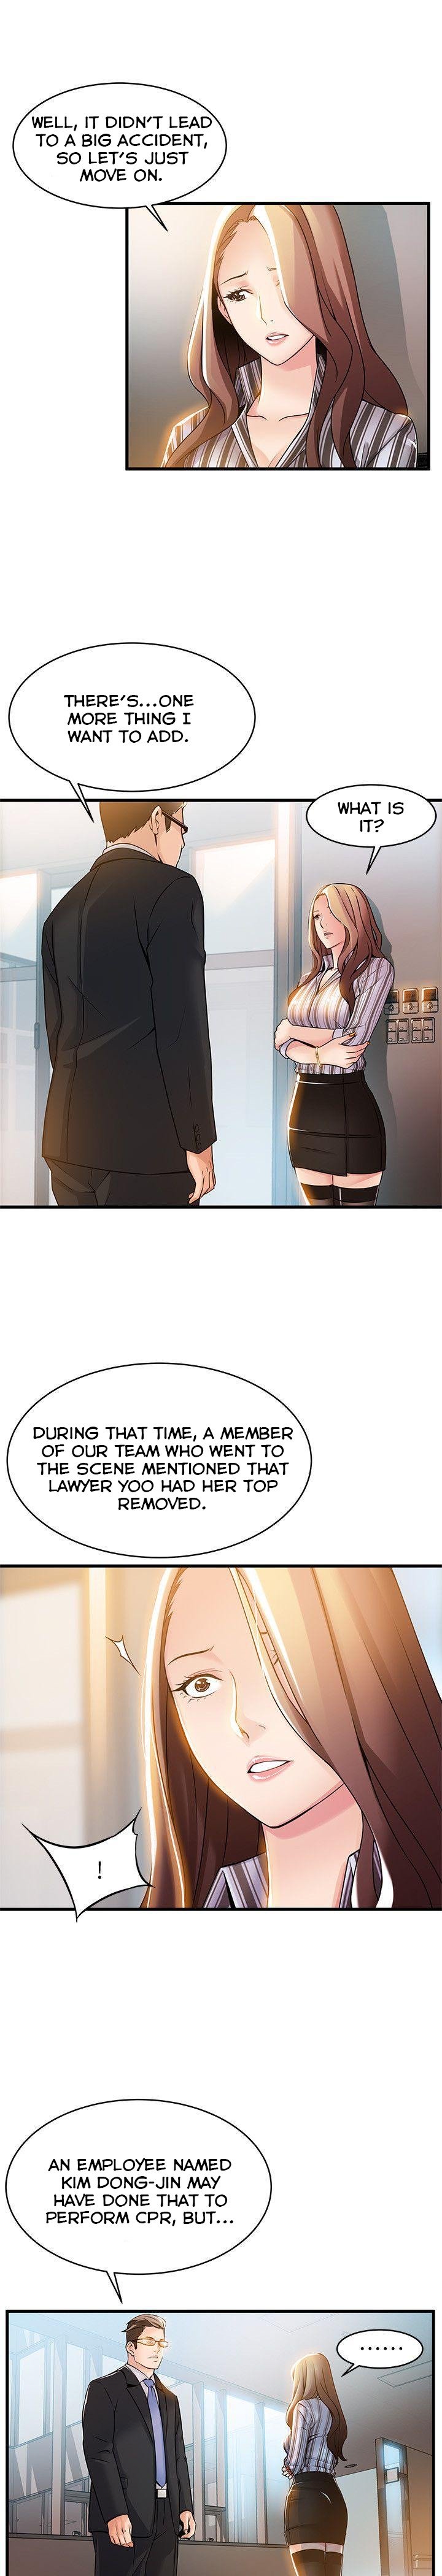 WELL, IT DIDN'T LEAD
TO A BIG ACCIDENT,
SO LET'S JUST
MOVE ON.
THERE'S...ONE
MORE THING I
WANT TO ADD.
WHAT IS
IT?
DURING THAT TIME, A MEMBER
OF OUR TEAM WHO WENT TO
THE SCENE MENTIONED THAT
LAWYER YOO HAD HER TOP
REMOVED.
!
AN EMPLOYEE NAMED
KIM DONG-JIN MAY
HAVE DONE THAT TO
PERFORM CPR, BUT...
......